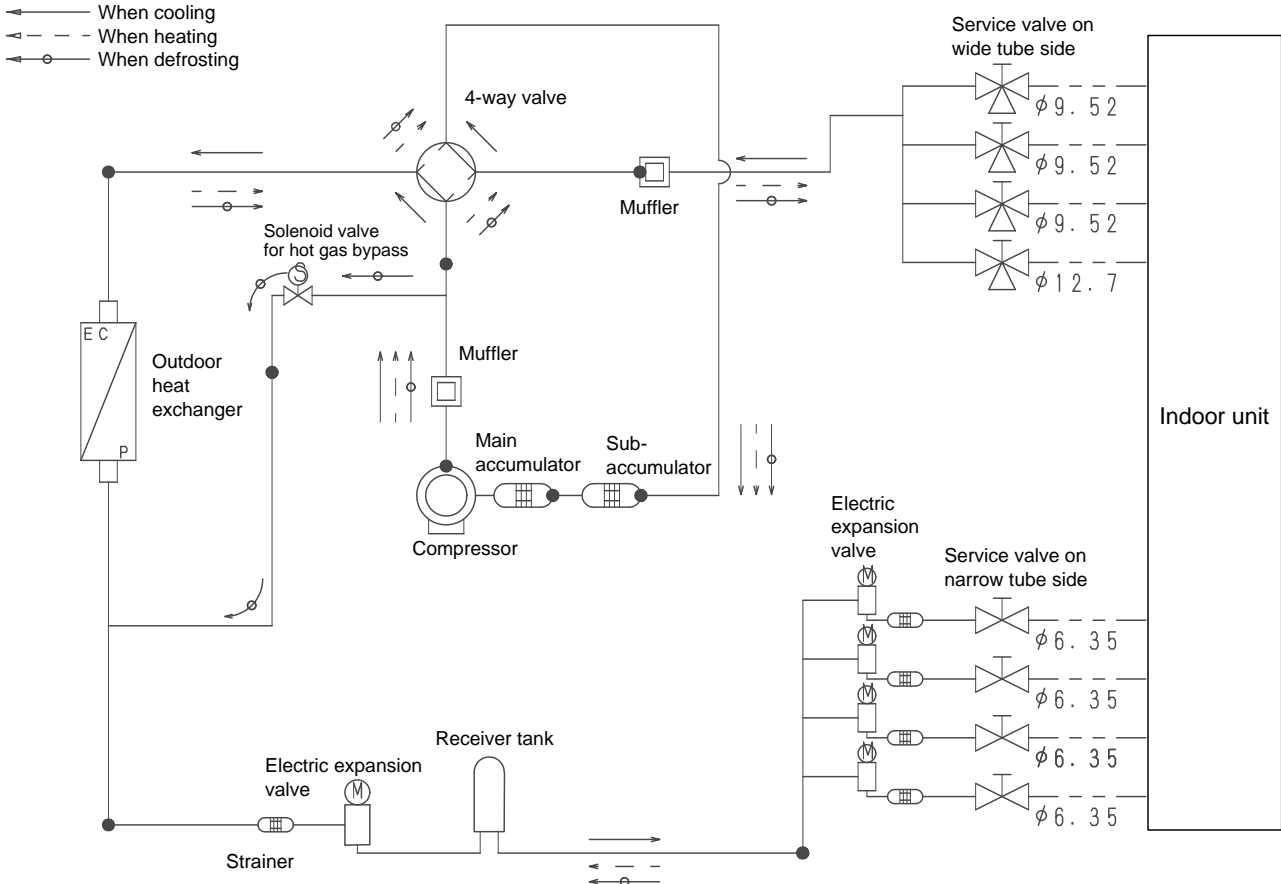 When cooling
When heating
When defrosting
4-way valve
Service valve on
wide tube side
ϕ9.52
ϕ9.52
ϕ9.52
ϕ12.7
Muffler
Solenoid valve
for hot gas bypass
S
E C
P
Outdoor
heat
exchanger
Muffler
Main
accumulator
Sub-
accumulator
Compressor
Indoor unit
Electric
expansion
valve
Service valve on
narrow tube side
M
ϕ6.35
M
ϕ6.35
M
ϕ6.35
M
ϕ6.35
Receiver tank
Electric expansion
valve
M
Strainer